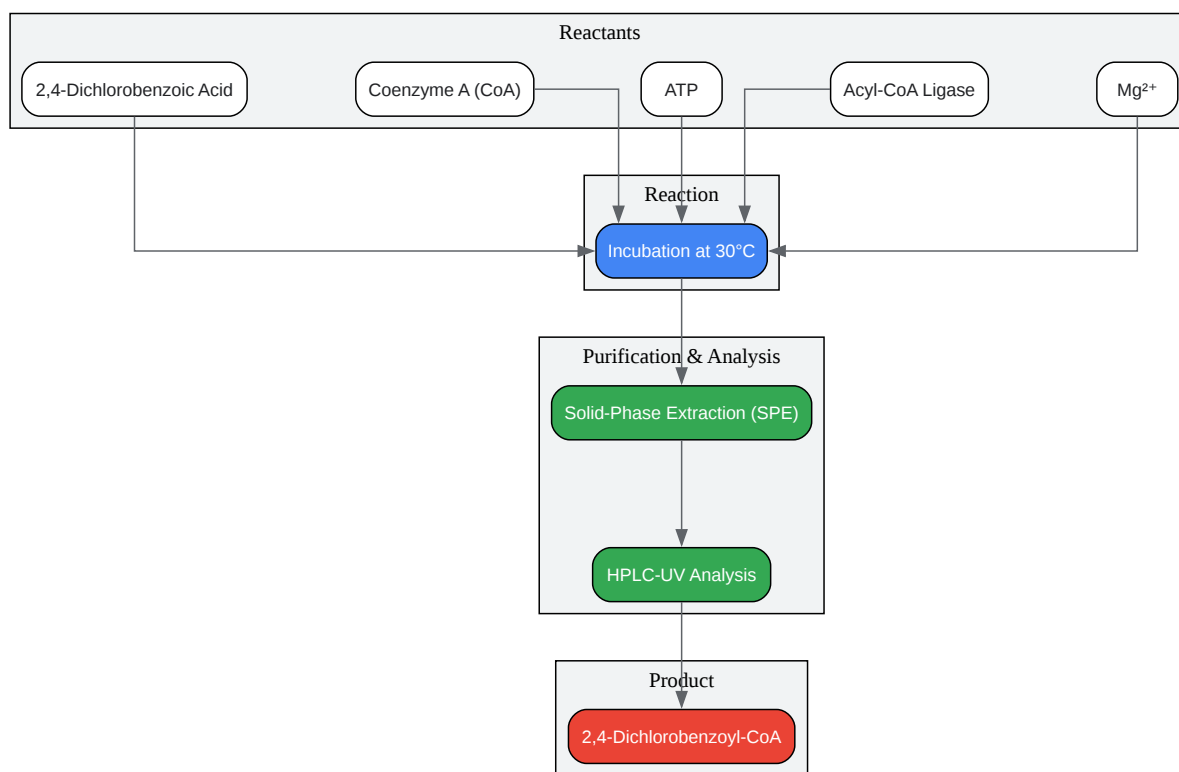 Reactants
2,4-Dichlorobenzoic Acid
Coenzyme A (CoA)
ATP
Acyl-CoA Ligase
Mg²⁺
Reaction
Incubation at 30°C
Purification & Analysis
Solid-Phase Extraction (SPE)
HPLC-UV Analysis
Product
2,4-Dichlorobenzoyl-CoA